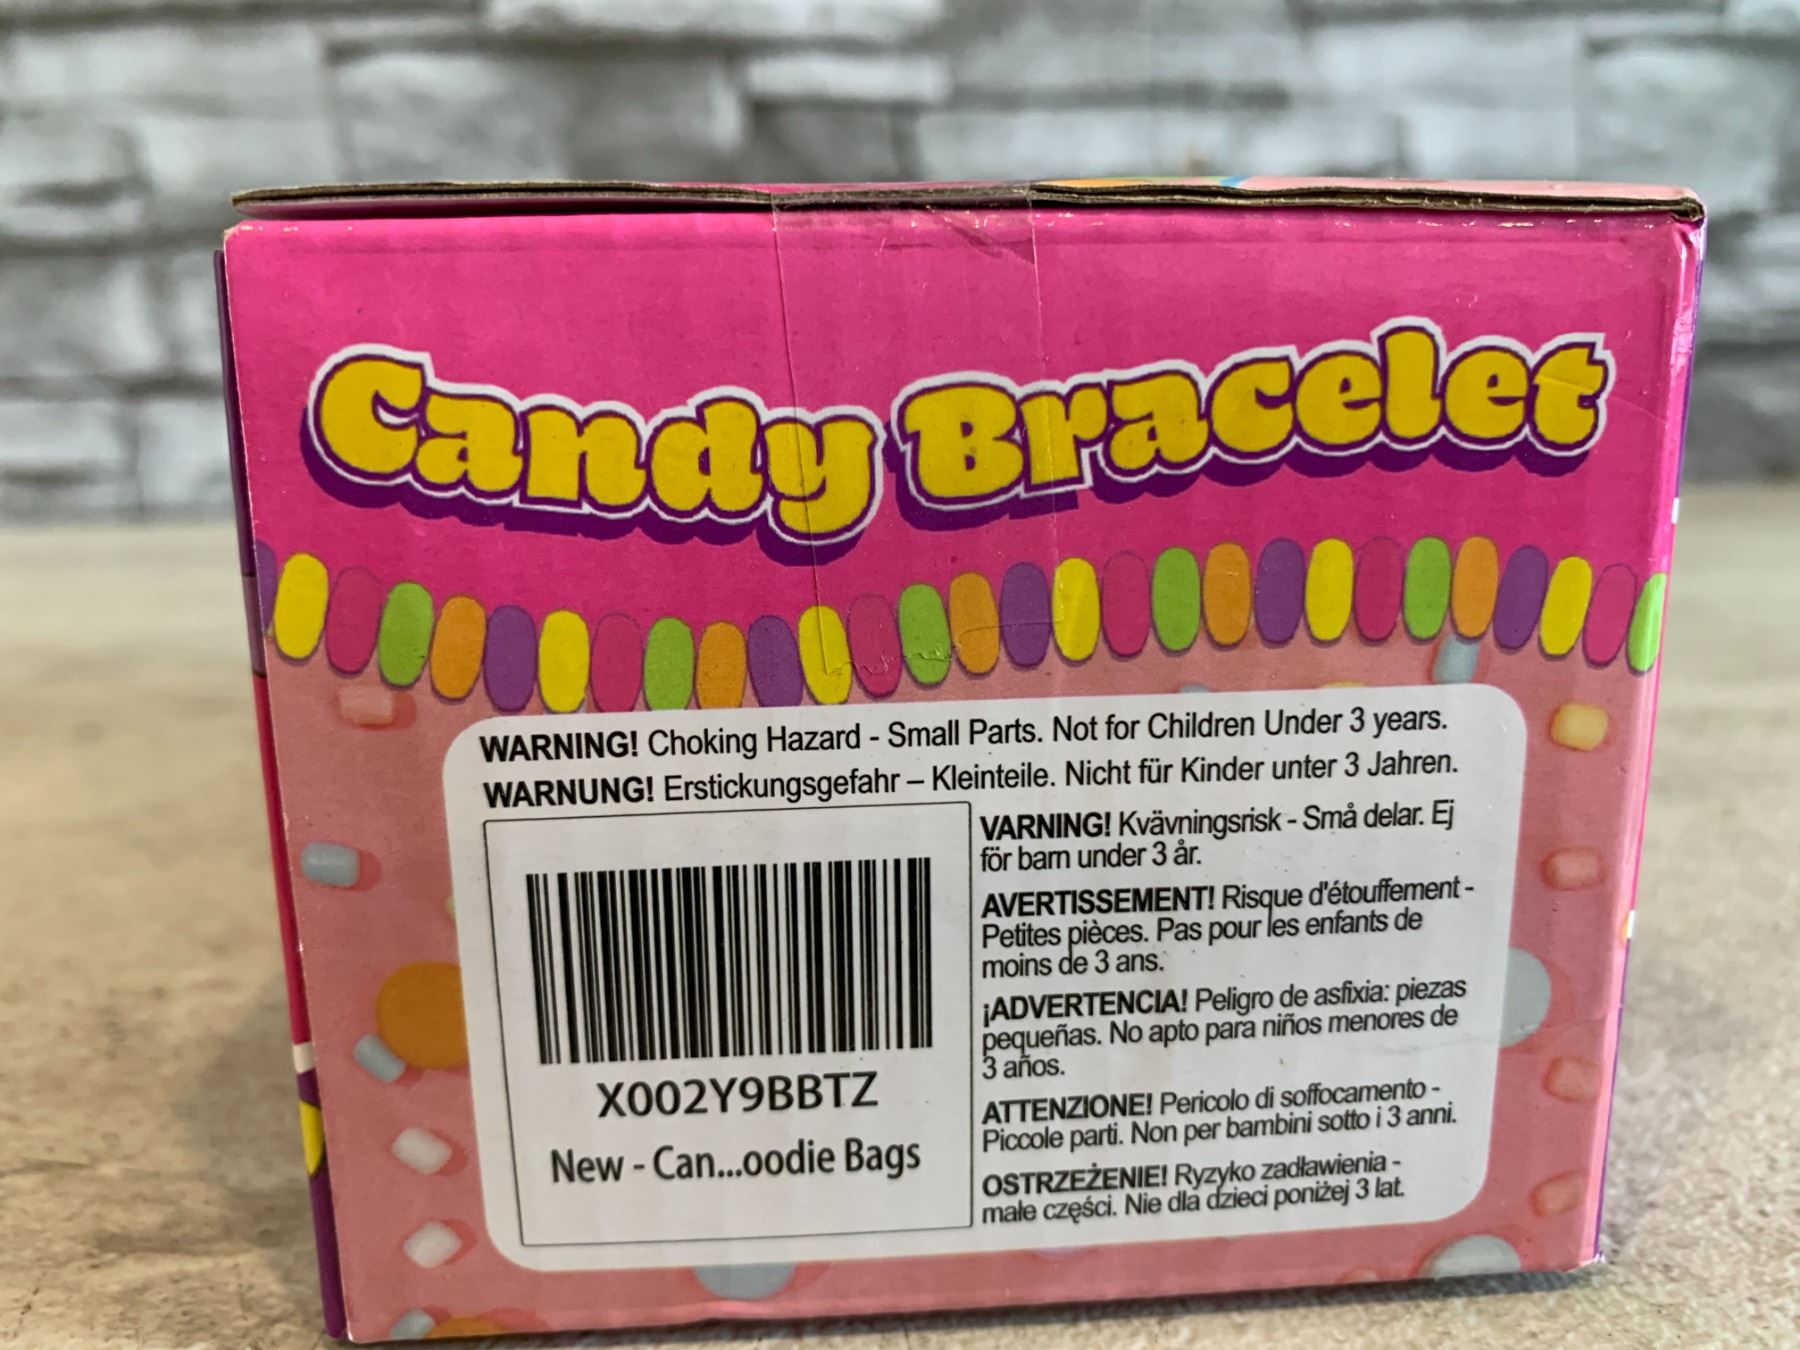 Candy Bracelet
WARNING! Choking Hazard - Small Parts. Not for Children Under 3 years.
WARNUNG! Erstickungsgefahr – Kleinteile. Nicht für Kinder unter 3 Jahren.
X002Y9BBTZ
New - Can...oodie Bags
VARNING! Kvävningsrisk - Små delar. Ej
för barn under 3 år.
AVERTISSEMENT! Risque d'étouffement -
Petites pièces. Pas pour les enfants de
moins de 3 ans.
¡ADVERTENCIA! Peligro de asfixia: piezas
pequeñas. No apto para niños menores de
3 años.
ATTENZIONE! Pericolo di soffocamento -
Piccole parti. Non per bambini sotto i 3 anni.
OSTRZEŻENIE! Ryzyko zadławienia -
małe części. Nie dla dzieci poniżej 3 lat.